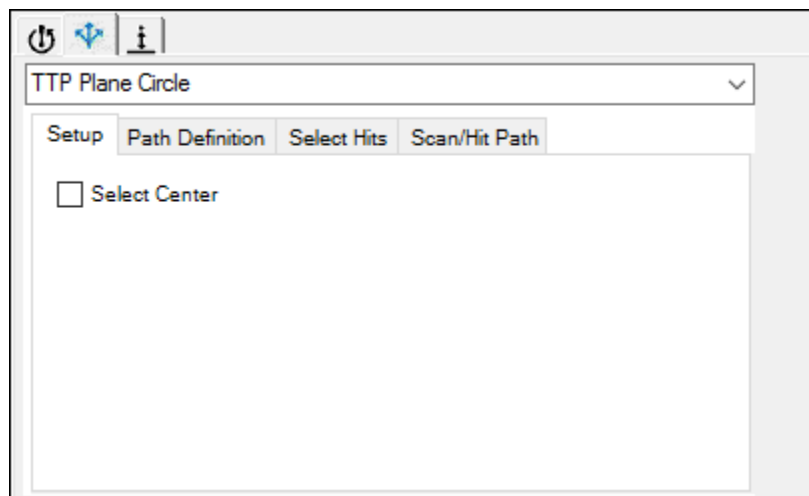 TTP Plane Circle
Setup Path Definition Select Hits Scan/Hit Path
Select Center